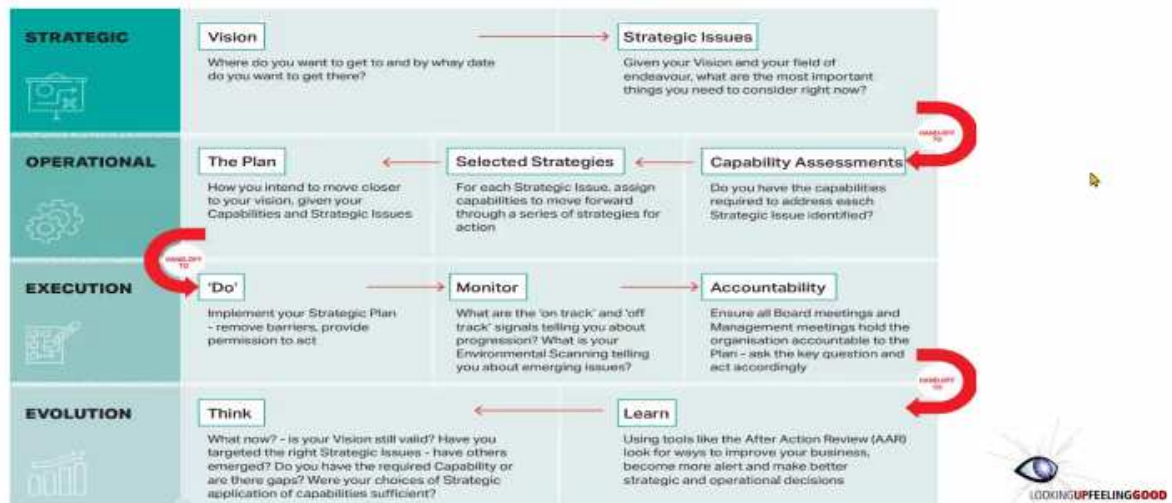 STRATEGIC
Vision
Where do you want to get to and by whay date
do you want to get there?
Strategic Issues
Given your Vision and your field of
endeavour, what are the most important
things you need to consider right now?
HANDLOFF
TO
OPERATIONAL
The Plan
How you intend to move closer
to your vision, given your
Capabilities and Strategic Issues
Selected Strategies
For each Strategic Issue, assign
capabilities to move forward
through a series of strategies for
action
Capability Assessments
Do you have the capabilities
required to address easch
Strategic Issue identified?
TO
EXECUTION
'Do'
Implement your Strategic Plan
- remove barriers, provide
permission to act
Monitor
What are the 'on track' and 'off
track' signals telling you about
progression? What is your
Environmental Scanning telling
you about emerging issues?
Accountability
Ensure all Board meetings and
Management meetings hold the
organisation accountable to the
Plan - ask the key question and
act accordingly
TO
EVOLUTION
Think
What now? - is your Vision still valid? Have you
targeted the right Strategic Issues - have others
emerged? Do you have the required Capability or
are there gaps? Were your choices of Strategic
application of capabilities sufficient?
Learn
Using tools like the After Action Review (AAR)
look for ways to improve your business,
become more alert and make better
strategic and operational decisions
LOOKINGUPFEELINGGOOD